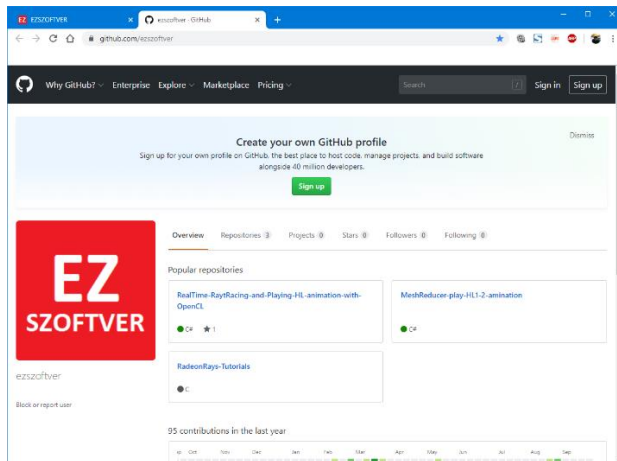 EZ EZSZOFTVER
ezszoftver · GitHub
github.com/ezszoftver
Why GitHub? Enterprise Explore Marketplace Pricing
Search
Sign in Sign up
Create your own GitHub profile
Dismiss
Sign up for your own profile on GitHub, the best place to host code, manage projects, and build software
alongside 40 million developers.
Sign up
EZ
SZOFTVER
Overview Repositories 3 Projects 0 Stars 0 Followers 0 Following 0
Popular repositories
RealTime-RaytRacing-and-Playing-HL-animation-with-
OpenCL
C# 1
MeshReducer-play-HL1-2-amination
C#
RadeonRays-Tutorials
C
ezszoftver
Block or report user
95 contributions in the last year
Oct Nov Dec Jan Feb Mar Apr May Jun Jul Aug Sep